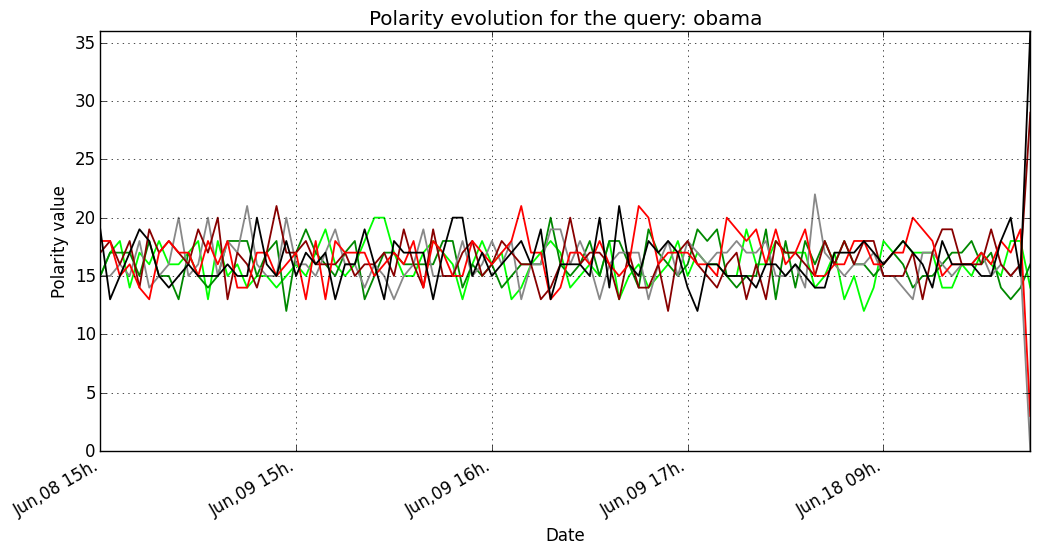 Polarity evolution for the query: obama
35
30
25
20
15
10
5
0
Polarity value
Jun,08 15h.
Jun,09 15h.
Jun,09 16h.
Jun,09 17h.
Jun,18 09h.
Date